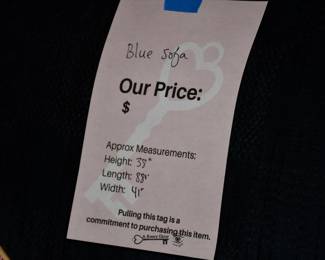 Blue Sofa
Our Price:
$
Approx Measurements:
Height:
Length: 88"
Width: 41"
Pulling this tag is a
commitment to purchasing this item.